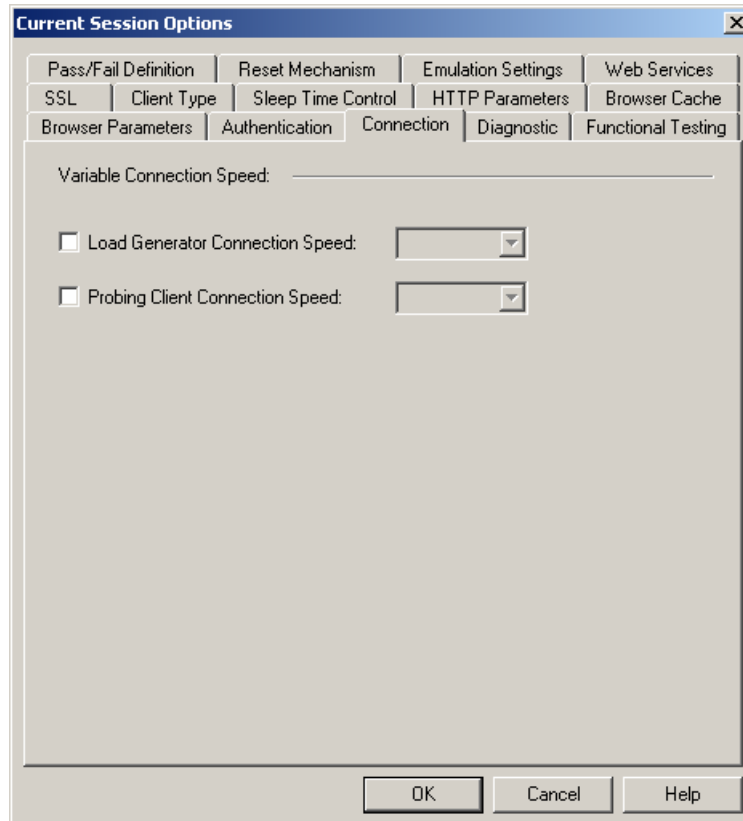 Current Session Options
Pass/Fail Definition Reset Mechanism Emulation Settings Web Services
SSL Client Type Sleep Time Control HTTP Parameters Browser Cache
Browser Parameters Authentication Connection Diagnostic Functional Testing
Variable Connection Speed:
Load Generator Connection Speed:
Probing Client Connection Speed:
OK Cancel Help